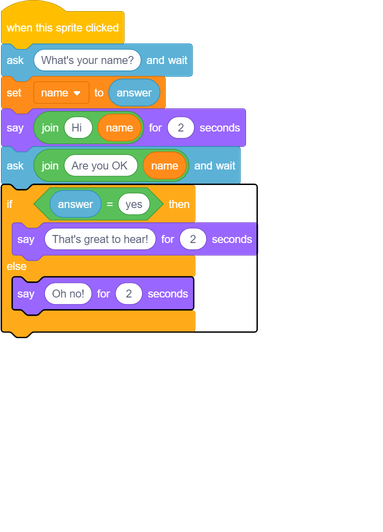 when this sprite clicked
ask What's your name? and wait
set name to answer
say join Hi name for 2 seconds
ask join Are you OK name and wait
if answer = yes then
say That's great to hear! for 2 seconds
else
say Oh no! for 2 seconds